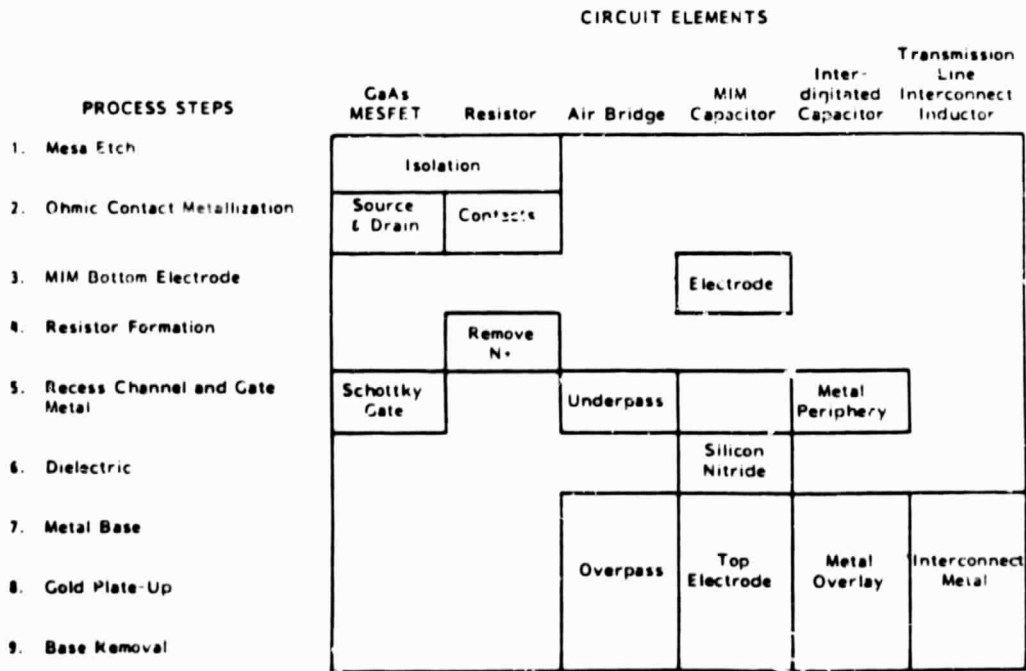 CIRCUIT ELEMENTS
PROCESS STEPS
GaAs
MESFET
Resistor
Air Bridge
MIM
Capacitor
Inter-
digitated
Capacitor
Transmission
Line
Interconnect
Inductor
1. Mesa Etch
Isolation
2. Ohmic Contact Metallization
Source
& Drain
Contacts
3. MIM Bottom Electrode
Electrode
4. Resistor Formation
Remove
N+
5. Recess Channel and Gate
Metal
Schottky
Gate
Underpass
Metal
Periphery
6. Dielectric
Silicon
Nitride
7. Metal Base
8. Gold Plate-Up
9. Base Removal
Overpass
Top
Electrode
Metal
Overlay
Interconnect
Metal